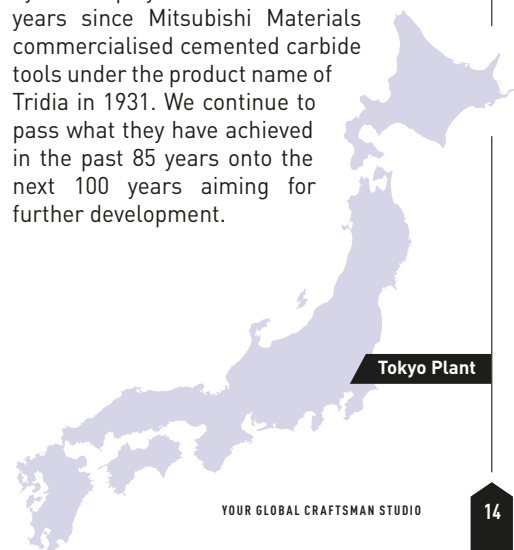 years since Mitsubishi Materials
commercialised cemented carbide
tools under the product name of
Tridia in 1931. We continue to
pass what they have achieved
in the past 85 years onto the
next 100 years aiming for
further development.
Tokyo Plant
YOUR GLOBAL CRAFTSMAN STUDIO
14